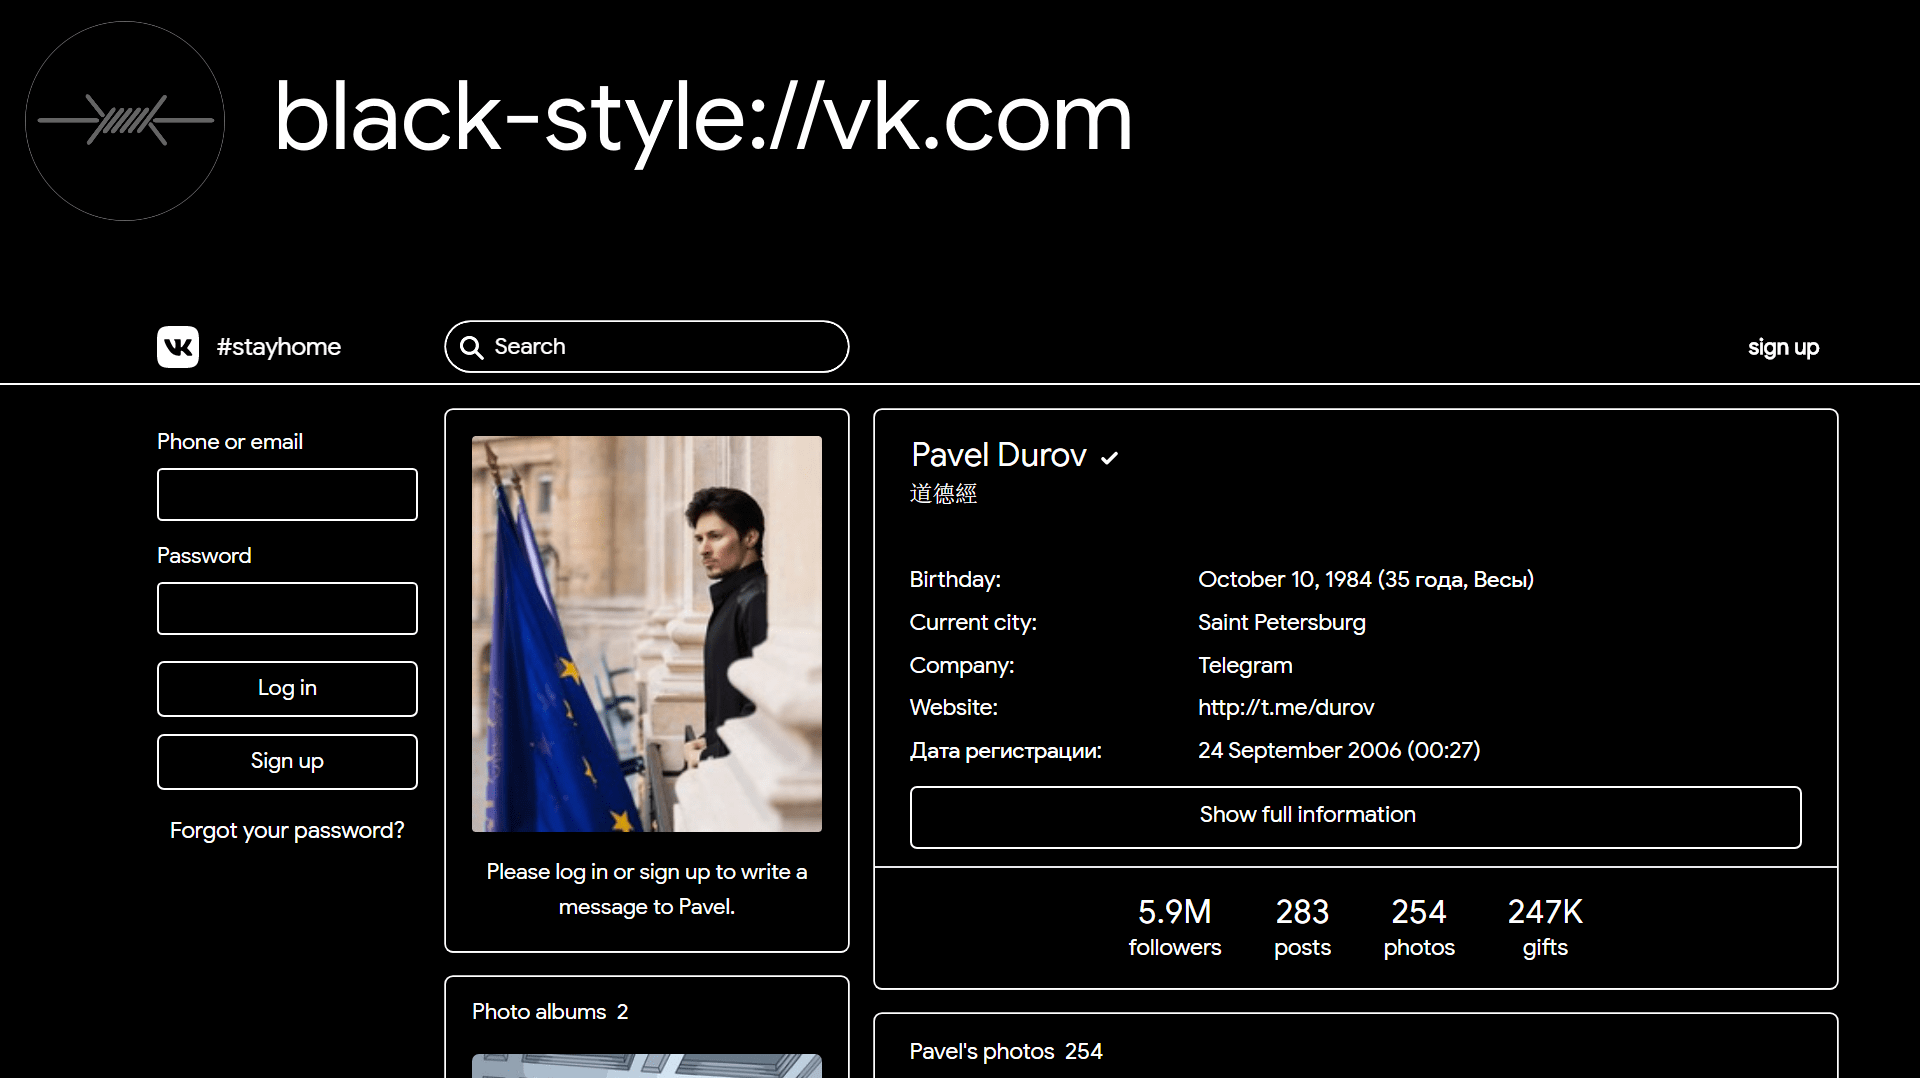 black-style://vk.com
#stayhome
Search
sign up
Phone or email
Password
Log in
Sign up
Forgot your password?
Please log in or sign up to write a
message to Pavel.
Photo albums 2
Pavel Durov
道德經
Birthday: October 10, 1984 (35 года, Весы)
Current city: Saint Petersburg
Company: Telegram
Website: http://t.me/durov
Дата регистрации: 24 September 2006 (00:27)
Show full information
5.9M 283 254 247K
followers posts photos gifts
Pavel's photos 254